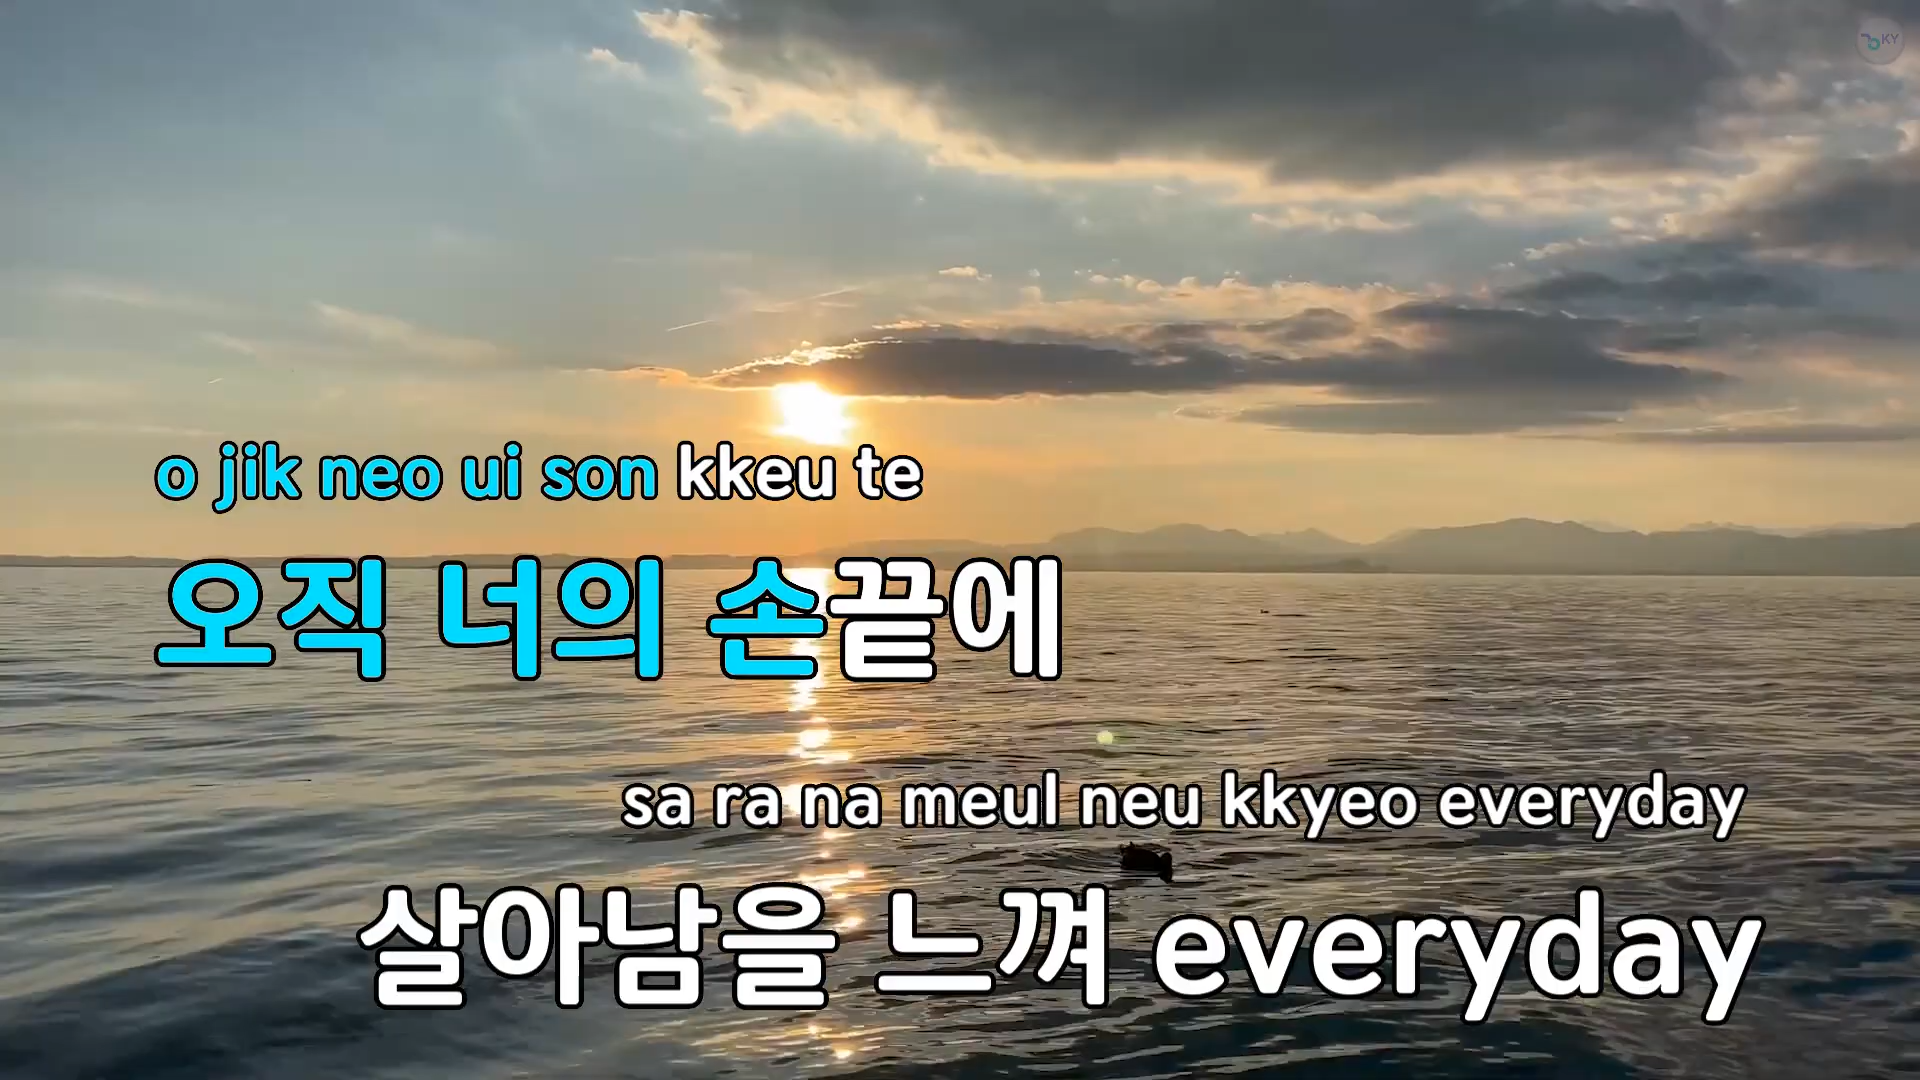 KY
o jik neo ui son kkeu te
오직 너의 손끝에
sa ra na meul neu kkyeo everyday
살아남을 느껴 everyday